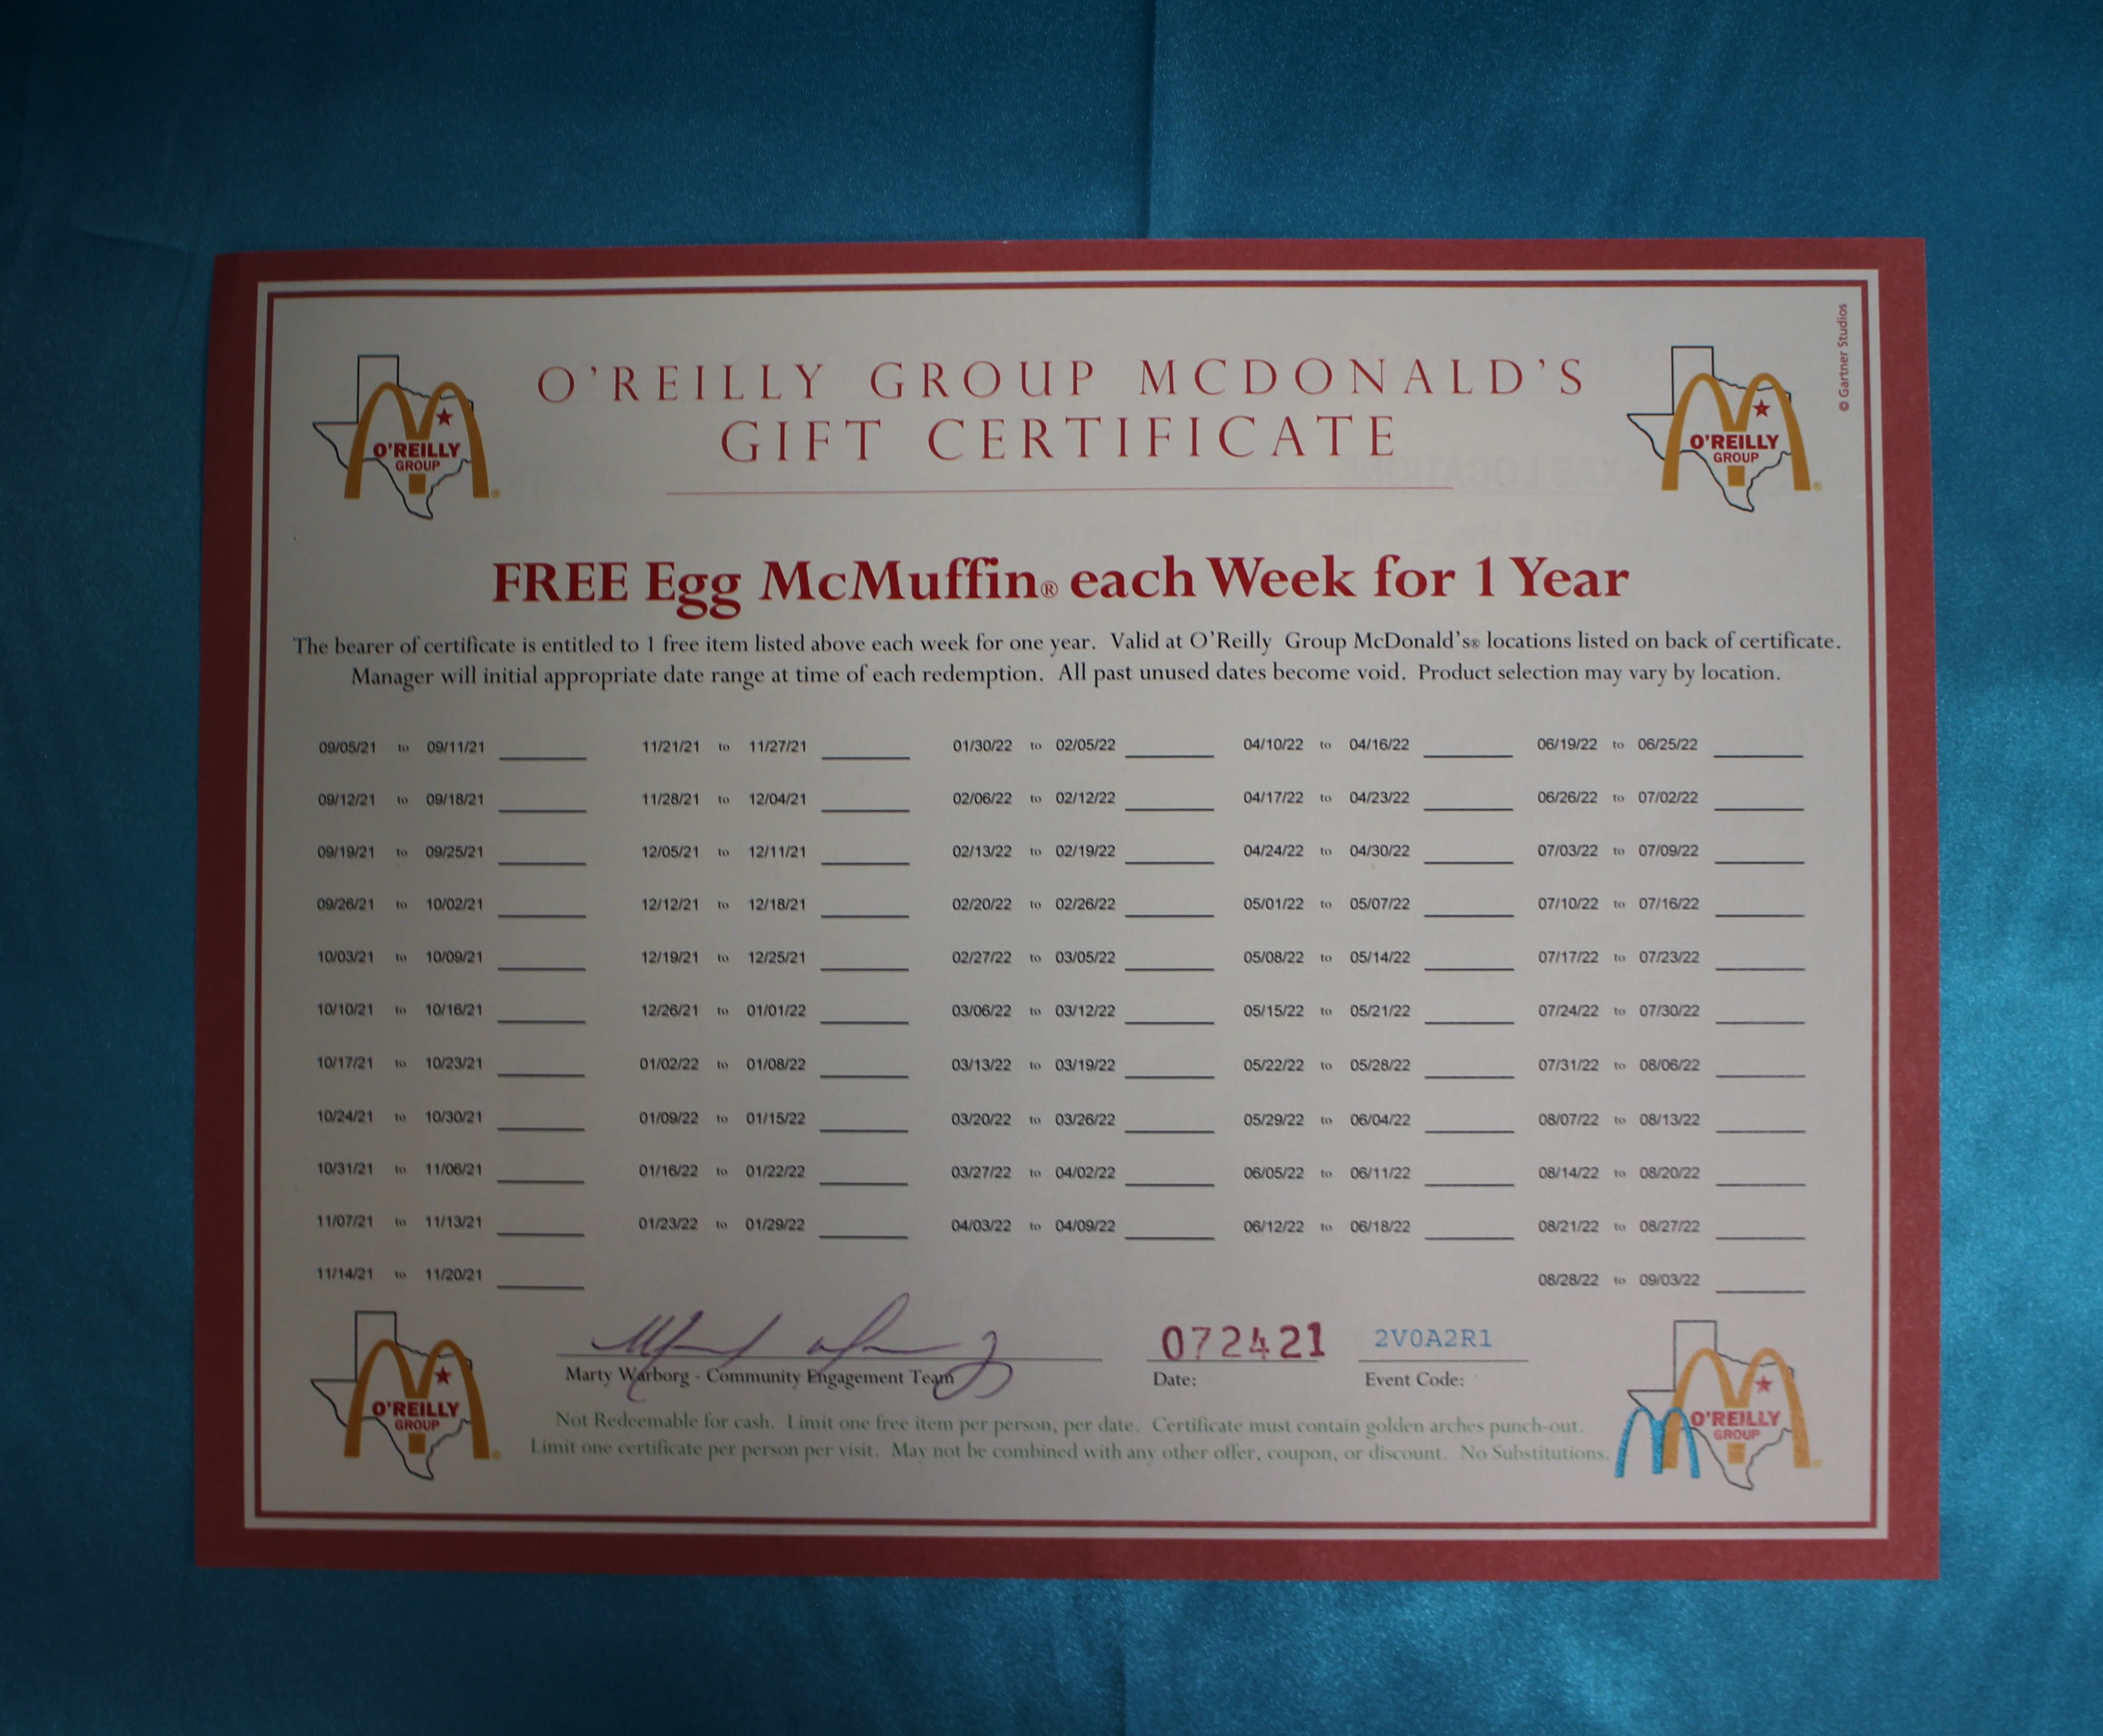 © Gartner Studios
O'REILLY GROUP
O'REILLY GROUP MCDONALD'S
GIFT CERTIFICATE
O'REILLY GROUP
FREE Egg McMuffin® each Week for 1 Year
The bearer of certificate is entitled to 1 free item listed above each week for one year. Valid at O'Reilly Group McDonald's® locations listed on back of certificate.
Manager will initial appropriate date range at time of each redemption. All past unused dates become void. Product selection may vary by location.
09/05/21 to 09/11/21 11/21/21 to 11/27/21 01/30/22 to 02/05/22 04/10/22 to 04/16/22 06/19/22 to 06/25/22
09/12/21 to 09/18/21 11/28/21 to 12/04/21 02/06/22 to 02/12/22 04/17/22 to 04/23/22 06/26/22 to 07/02/22
09/19/21 to 09/25/21 12/05/21 to 12/11/21 02/13/22 to 02/19/22 04/24/22 to 04/30/22 07/03/22 to 07/09/22
09/26/21 to 10/02/21 12/12/21 to 12/18/21 02/20/22 to 02/26/22 05/01/22 to 05/07/22 07/10/22 to 07/16/22
10/03/21 to 10/09/21 12/19/21 to 12/25/21 02/27/22 to 03/05/22 05/08/22 to 05/14/22 07/17/22 to 07/23/22
10/10/21 to 10/16/21 12/26/21 to 01/01/22 03/06/22 to 03/12/22 05/15/22 to 05/21/22 07/24/22 to 07/30/22
10/17/21 to 10/23/21 01/02/22 to 01/08/22 03/13/22 to 03/19/22 05/22/22 to 05/28/22 07/31/22 to 08/06/22
10/24/21 to 10/30/21 01/09/22 to 01/15/22 03/20/22 to 03/26/22 05/29/22 to 06/04/22 08/07/22 to 08/13/22
10/31/21 to 11/06/21 01/16/22 to 01/22/22 03/27/22 to 04/02/22 06/05/22 to 06/11/22 08/14/22 to 08/20/22
11/07/21 to 11/13/21 01/23/22 to 01/29/22 04/03/22 to 04/09/22 06/12/22 to 06/18/22 08/21/22 to 08/27/22
11/14/21 to 11/20/21 08/28/22 to 09/03/22
072421 2V0A2R1
Marty Warborg - Community Engagement Team Date: Event Code:
O'REILLY GROUP
O'REILLY GROUP
Not Redeemable for cash. Limit one free item per person, per date. Certificate must contain golden arches punch-out.
Limit one certificate per person per visit. May not be combined with any other offer, coupon, or discount. No Substitutions.